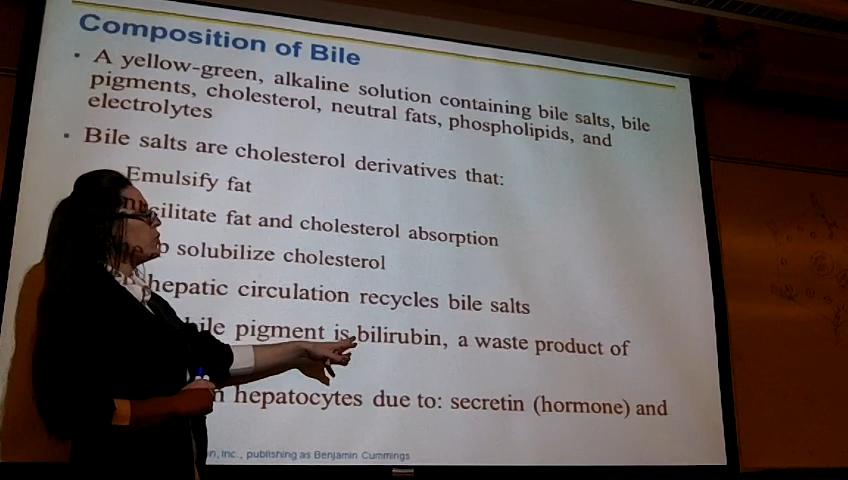 Composition of Bile
A yellow-green, alkaline solution containing bile salts, bile
pigments, cholesterol, neutral fats, phospholipids, and
electrolytes
Bile salts are cholesterol derivatives that:
Emulsify fat
cilitate fat and cholesterol absorption
solubilize cholesterol
hepatic circulation recycles bile salts
bile pigment is bilirubin, a waste product of
hepatocytes due to: secretin (hormone) and
Inc., publishing as Benjamin Cummings